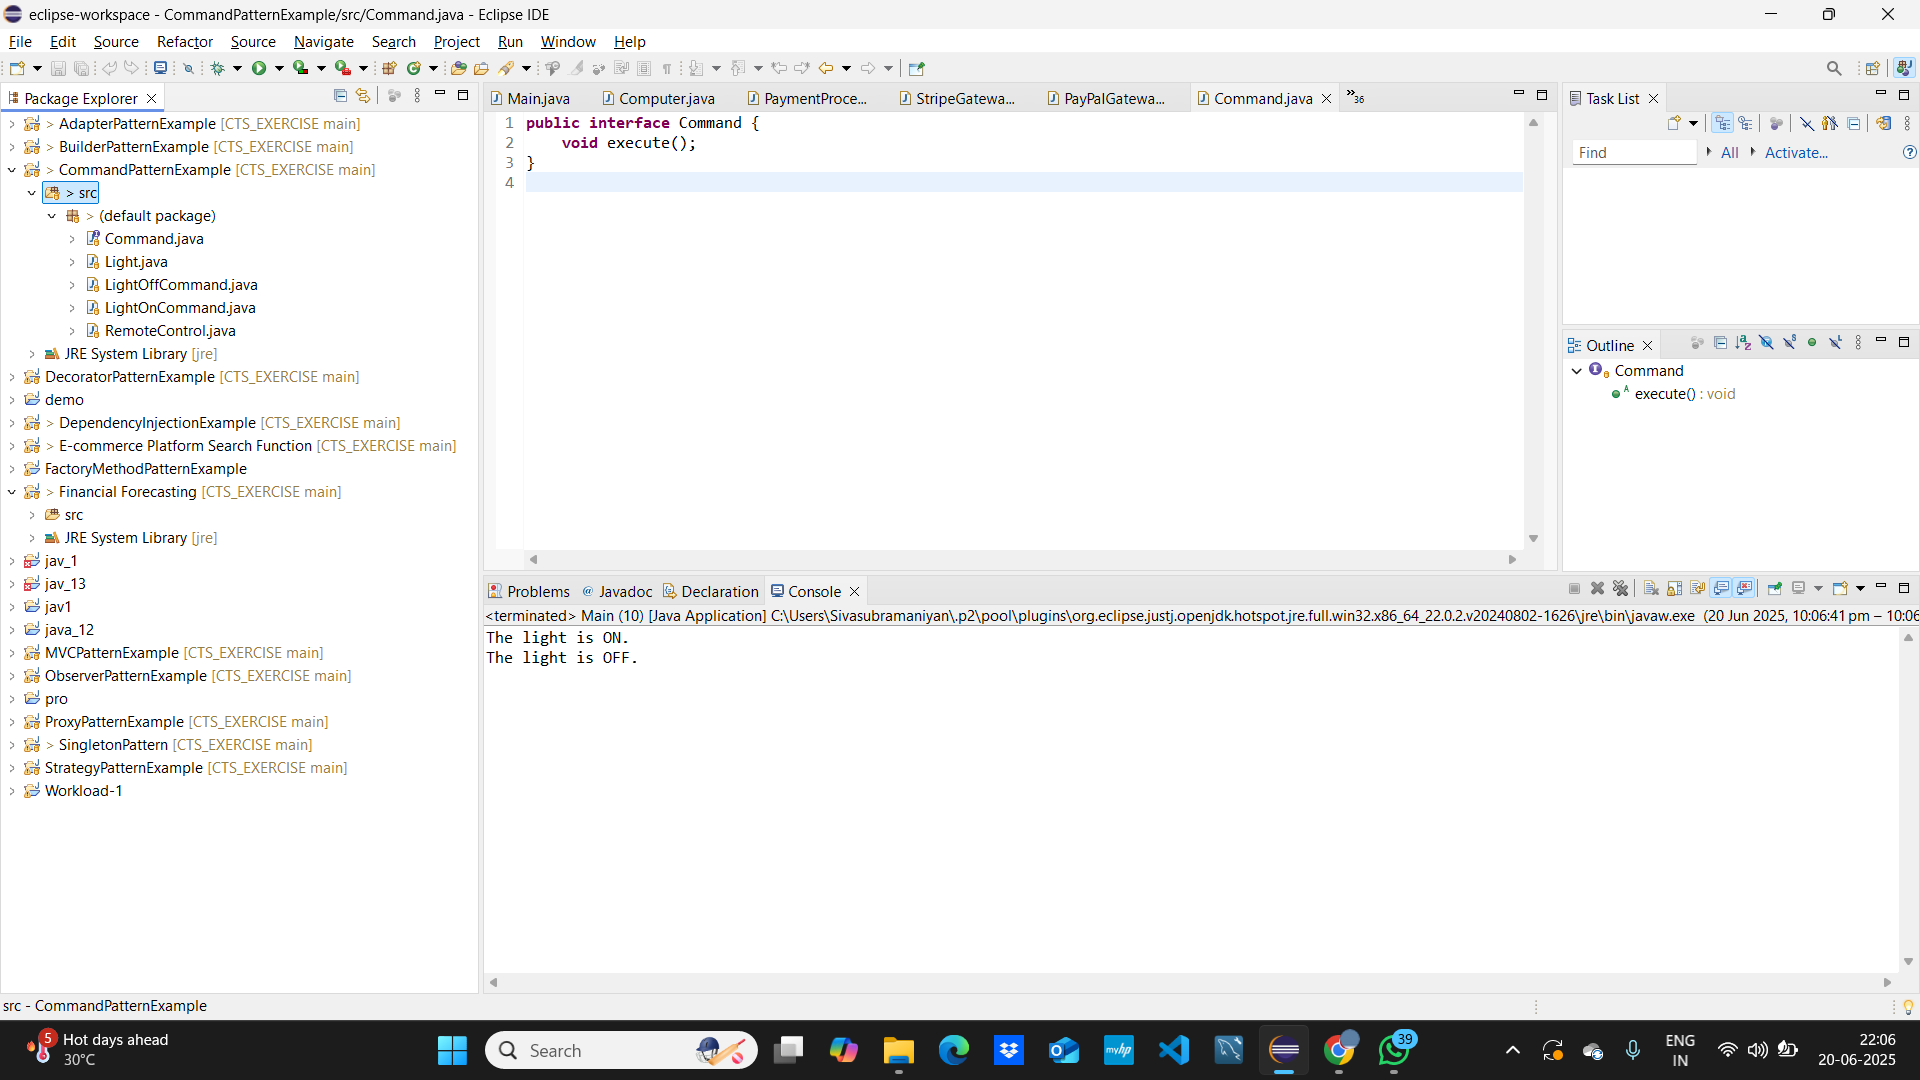 eclipse-workspace - CommandPatternExample/src/Command.java - Eclipse IDE
File Edit Source Refactor Source Navigate Search Project Run Window Help
Package Explorer
> AdapterPatternExample [CTS_EXERCISE main]
> BuilderPatternExample [CTS_EXERCISE main]
> CommandPatternExample [CTS_EXERCISE main]
> src
> (default package)
Command.java
Light.java
LightOffCommand.java
LightOnCommand.java
RemoteControl.java
JRE System Library [jre]
DecoratorPatternExample [CTS_EXERCISE main]
demo
> DependencyInjectionExample [CTS_EXERCISE main]
> E-commerce Platform Search Function [CTS_EXERCISE main]
FactoryMethodPatternExample
> Financial Forecasting [CTS_EXERCISE main]
src
JRE System Library [jre]
jav_1
jav_13
jav1
java_12
MVCPatternExample [CTS_EXERCISE main]
ObserverPatternExample [CTS_EXERCISE main]
pro
ProxyPatternExample [CTS_EXERCISE main]
> SingletonPattern [CTS_EXERCISE main]
StrategyPatternExample [CTS_EXERCISE main]
Workload-1
Main.java Computer.java PaymentProce... StripeGatewa... PayPalGatewa... Command.java »36
1 public interface Command {
2 void execute();
3 }
4
Task List
Find All Activate...
Outline
Command
execute() : void
Problems @ Javadoc Declaration Console
<terminated> Main (10) [Java Application] C:\Users\Sivasubramaniyan\.p2\pool\plugins\org.eclipse.justj.openjdk.hotspot.jre.full.win32.x86_64_22.0.2.v20240802-1626\jre\bin\javaw.exe (20 Jun 2025, 10:06:41 pm – 10:06
The light is ON.
The light is OFF.
src - CommandPatternExample
5
Hot days ahead
30°C
Search
myhp
39
ENG
IN
22:06
20-06-2025